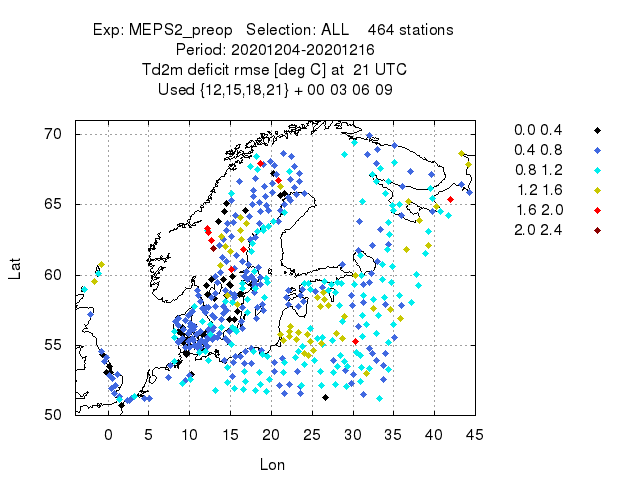 Exp: MEPS2_preop   Selection: ALL    464 stations
Period: 20201204-20201216
Td2m deficit rmse [deg C] at  21 UTC
Used {12,15,18,21} + 00 03 06 09
70
65
60
55
50
Lat
0 5 10 15 20 25 30 35 40 45
Lon
0.0 0.4
0.4 0.8
0.8 1.2
1.2 1.6
1.6 2.0
2.0 2.4